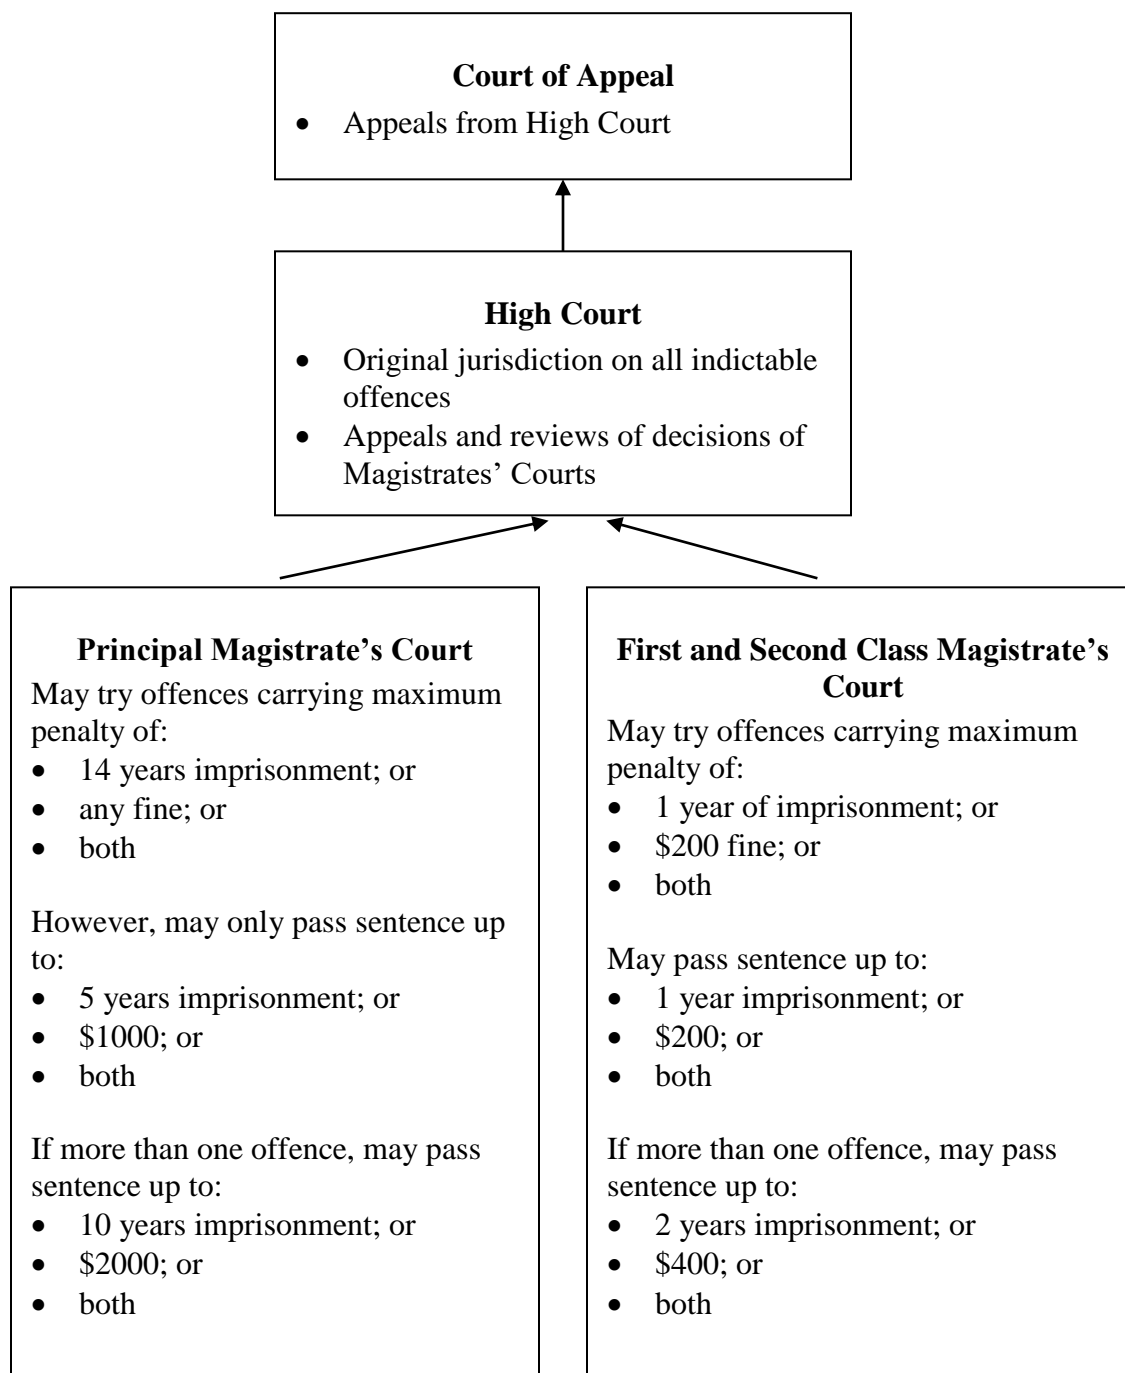 Court of Appeal
• Appeals from High Court
High Court
• Original jurisdiction on all indictable
offences
• Appeals and reviews of decisions of
Magistrates’ Courts
Principal Magistrate’s Court
May try offences carrying maximum
penalty of:
• 14 years imprisonment; or
• any fine; or
• both
However, may only pass sentence up
to:
• 5 years imprisonment; or
• $1000; or
• both
If more than one offence, may pass
sentence up to:
• 10 years imprisonment; or
• $2000; or
• both
First and Second Class Magistrate’s
Court
May try offences carrying maximum
penalty of:
• 1 year of imprisonment; or
• $200 fine; or
• both
May pass sentence up to:
• 1 year imprisonment; or
• $200; or
• both
If more than one offence, may pass
sentence up to:
• 2 years imprisonment; or
• $400; or
• both